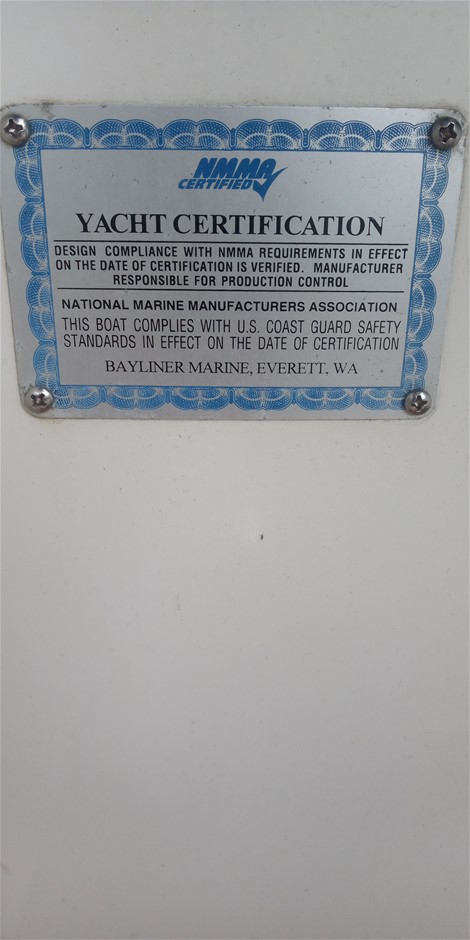 NMMA
CERTIFIED
YACHT CERTIFICATION
DESIGN COMPLIANCE WITH NMMA REQUIREMENTS IN EFFECT
ON THE DATE OF CERTIFICATION IS VERIFIED. MANUFACTURER
RESPONSIBLE FOR PRODUCTION CONTROL
NATIONAL MARINE MANUFACTURERS ASSOCIATION
THIS BOAT COMPLIES WITH U.S. COAST GUARD SAFETY
STANDARDS IN EFFECT ON THE DATE OF CERTIFICATION
BAYLINER MARINE, EVERETT, WA